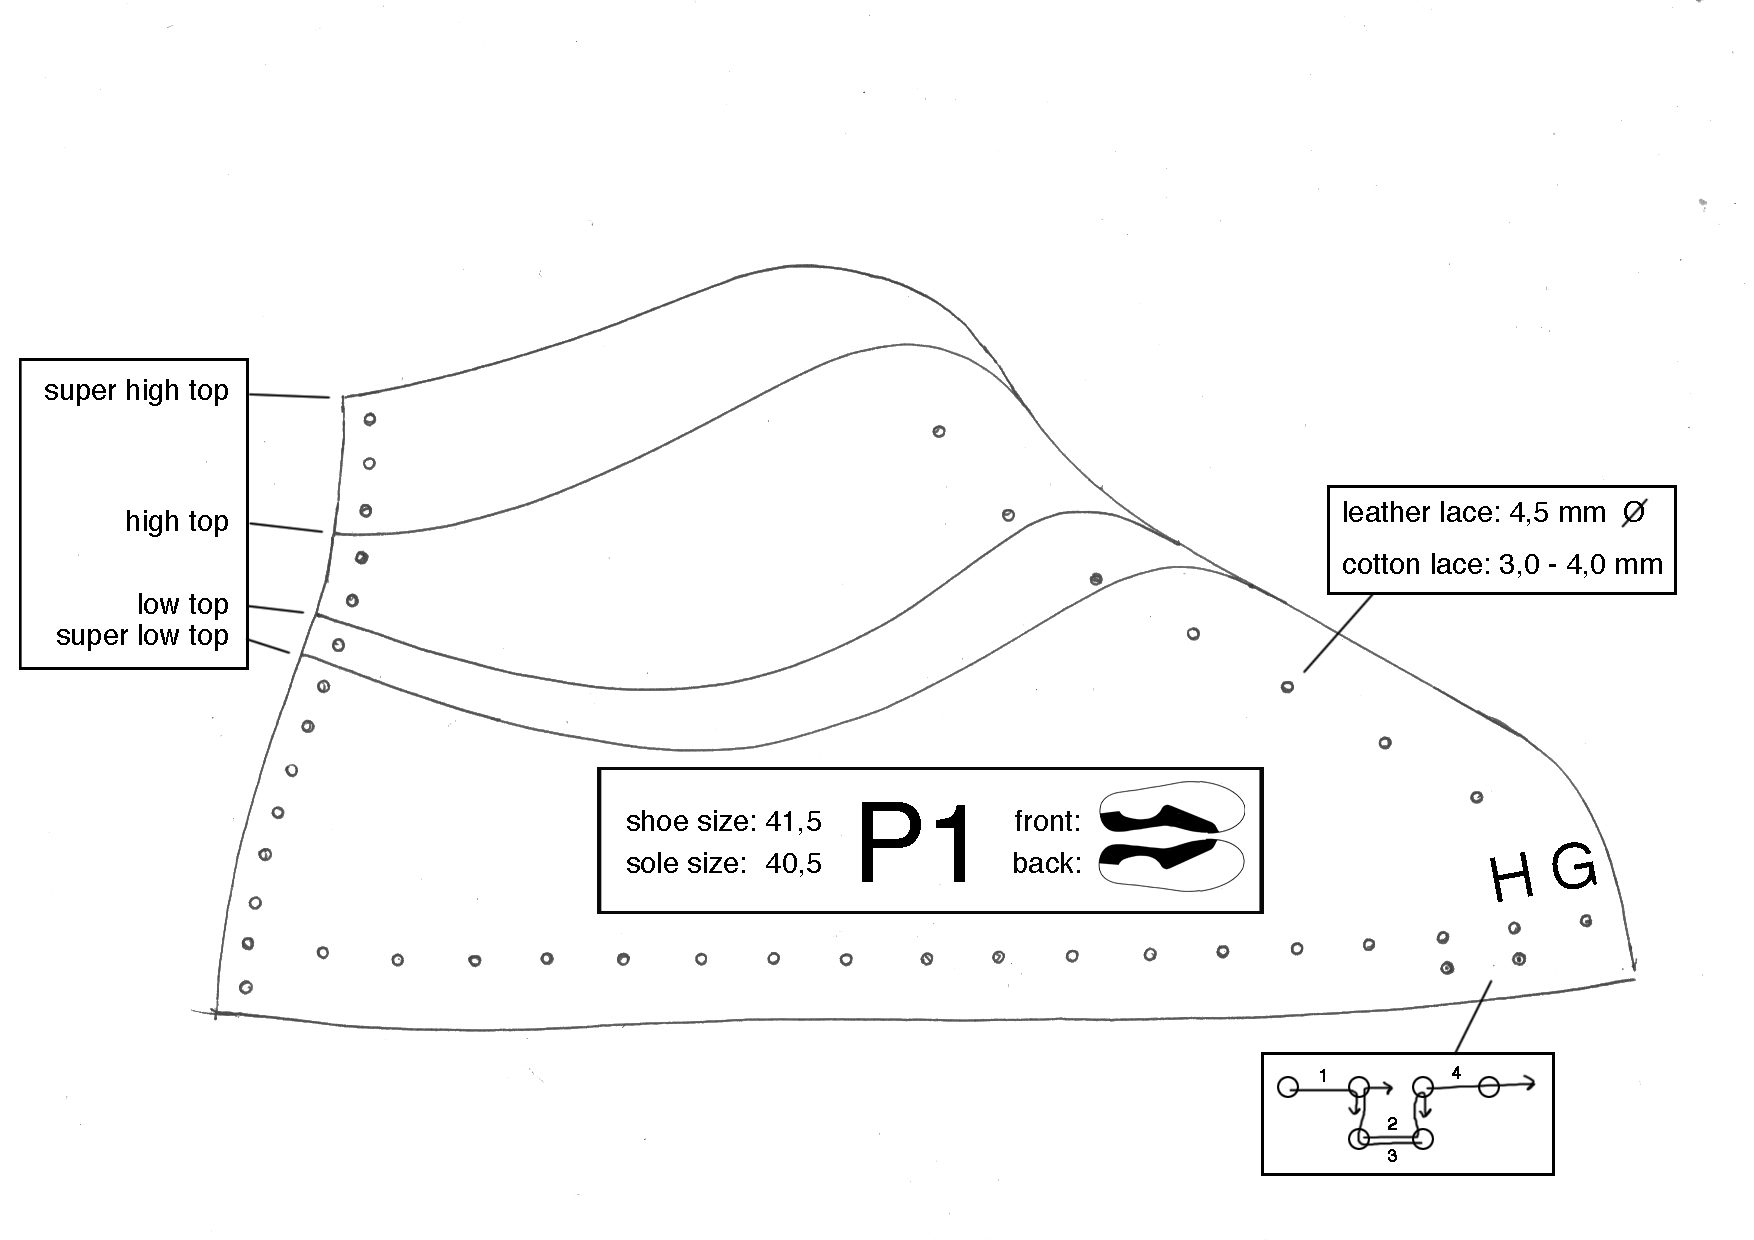 super high top
high top
low top
super low top
leather lace: 4,5 mm Ø
cotton lace: 3,0 - 4,0 mm
shoe size: 41,5
sole size: 40,5
P1
front:
back:
H G
1
4
2
3